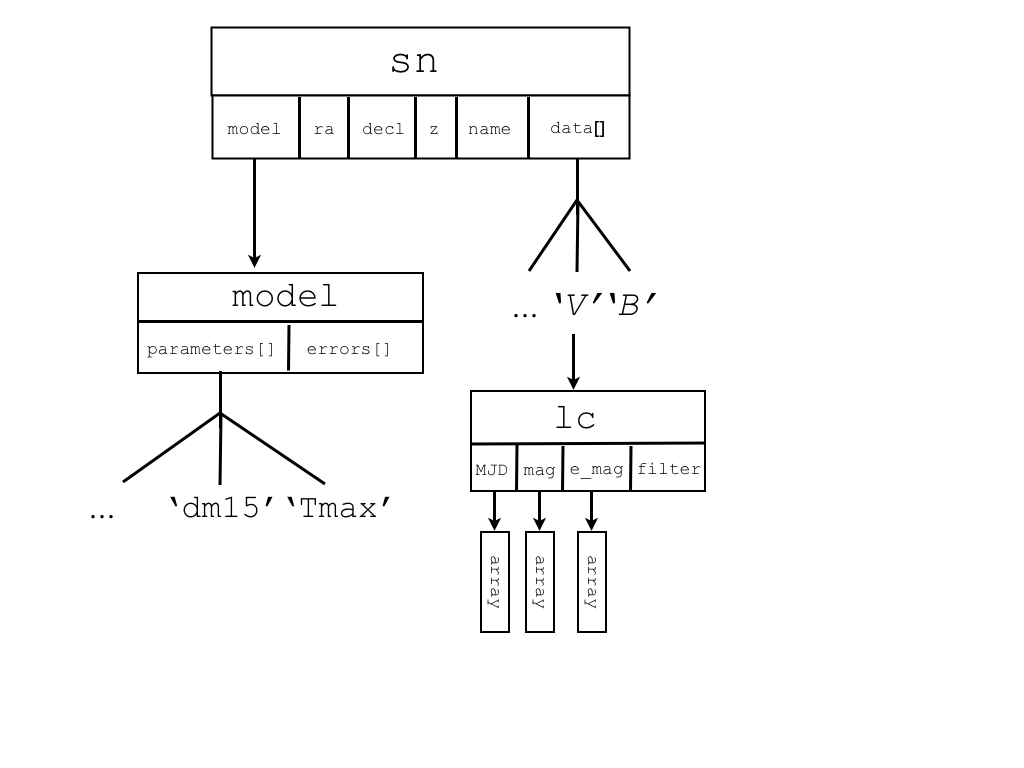 sn
model ra decl z name data[]
model
parameters[] errors[]
... ‘V’ ‘B’
lc
MJD mag e_mag filter
... ‘dm15’ ‘Tmax’
array array array